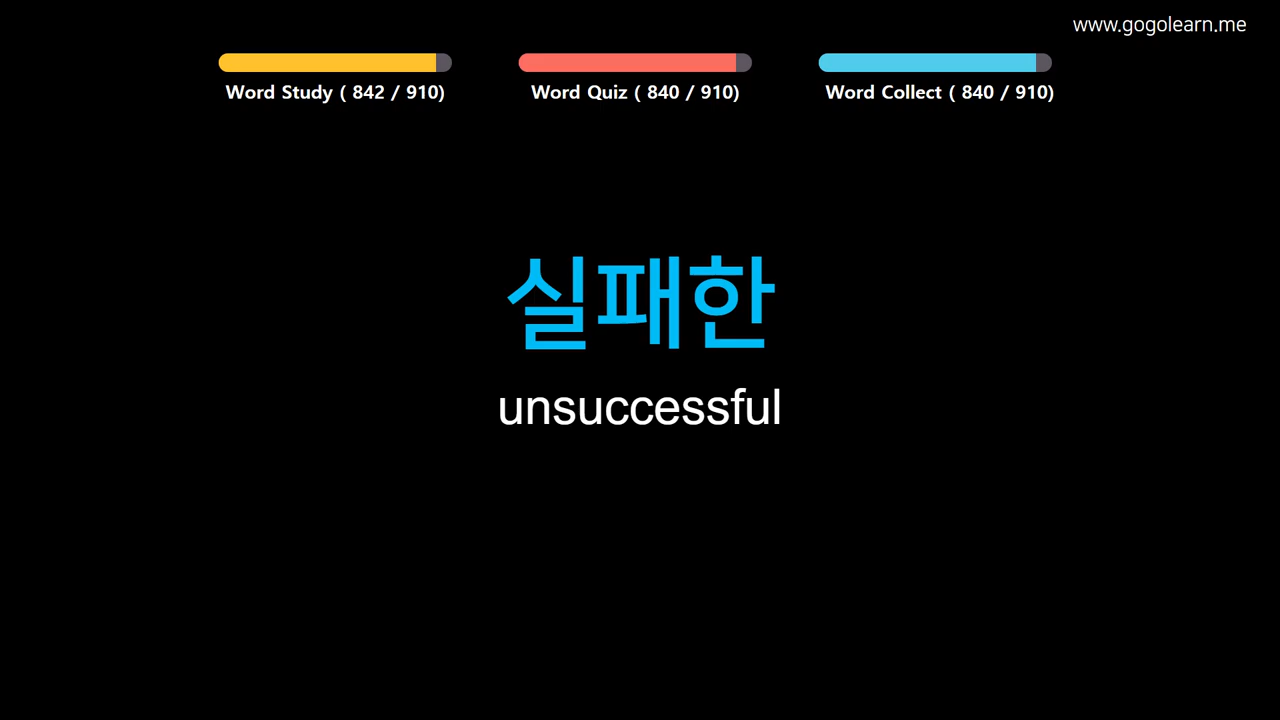 www.gogolearn.me
Word Study ( 842 / 910)
Word Quiz ( 840 / 910)
Word Collect ( 840 / 910)
실패한
unsuccessful